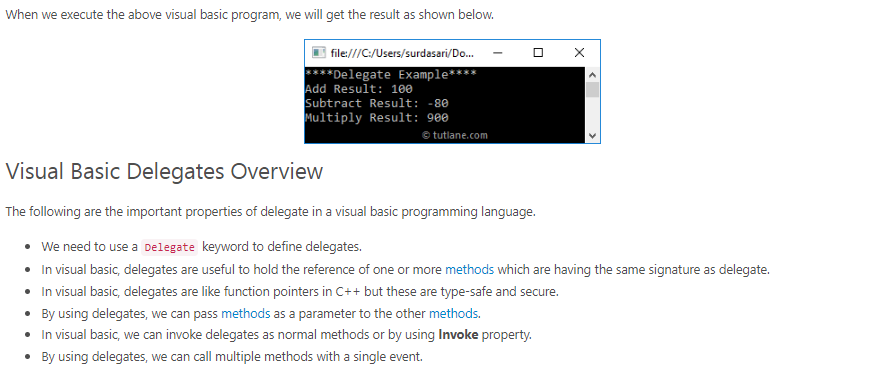 When we execute the above visual basic program, we will get the result as shown below.
file:///C:/Users/surdasari/Do...
****Delegate Example****
Add Result: 100
Subtract Result: -80
Multiply Result: 900
© tutlane.com
Visual Basic Delegates Overview
The following are the important properties of delegate in a visual basic programming language.
• We need to use a Delegate keyword to define delegates.
• In visual basic, delegates are useful to hold the reference of one or more methods which are having the same signature as delegate.
• In visual basic, delegates are like function pointers in C++ but these are type-safe and secure.
• By using delegates, we can pass methods as a parameter to the other methods.
• In visual basic, we can invoke delegates as normal methods or by using Invoke property.
• By using delegates, we can call multiple methods with a single event.